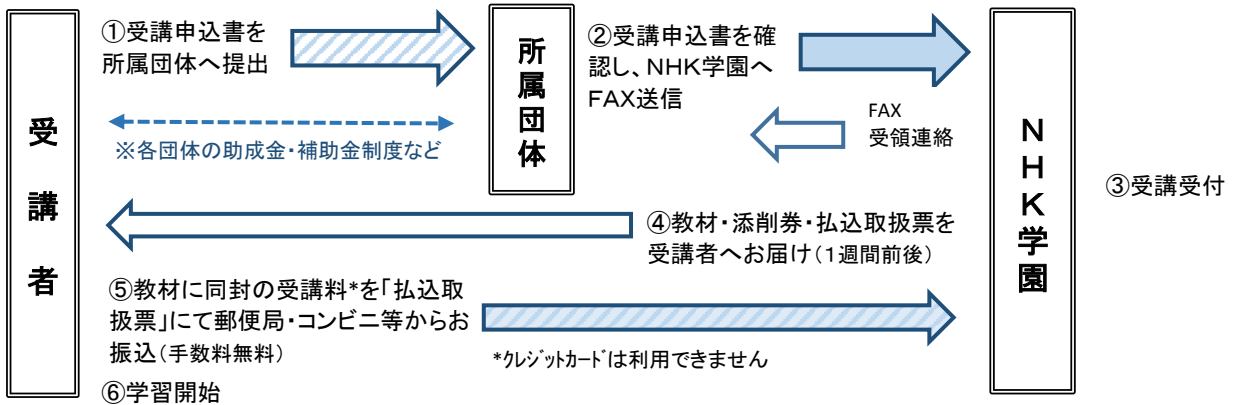 ①受講申込書を
所属団体へ提出
所属団体
②受講申込書を確
認し、NHK学園へ
FAX送信
受講者
※各団体の助成金・補助金制度など
FAX
受領連絡
NHK学園
③受講受付
④教材・添削券・払込取扱票を
受講者へお届け（1週間前後）
⑤教材に同封の受講料*を「払込取
扱票」にて郵便局・コンビニ等からお
振込（手数料無料）
*ｸﾚｼﾞｯﾄｶｰﾄﾞは利用できません
⑥学習開始